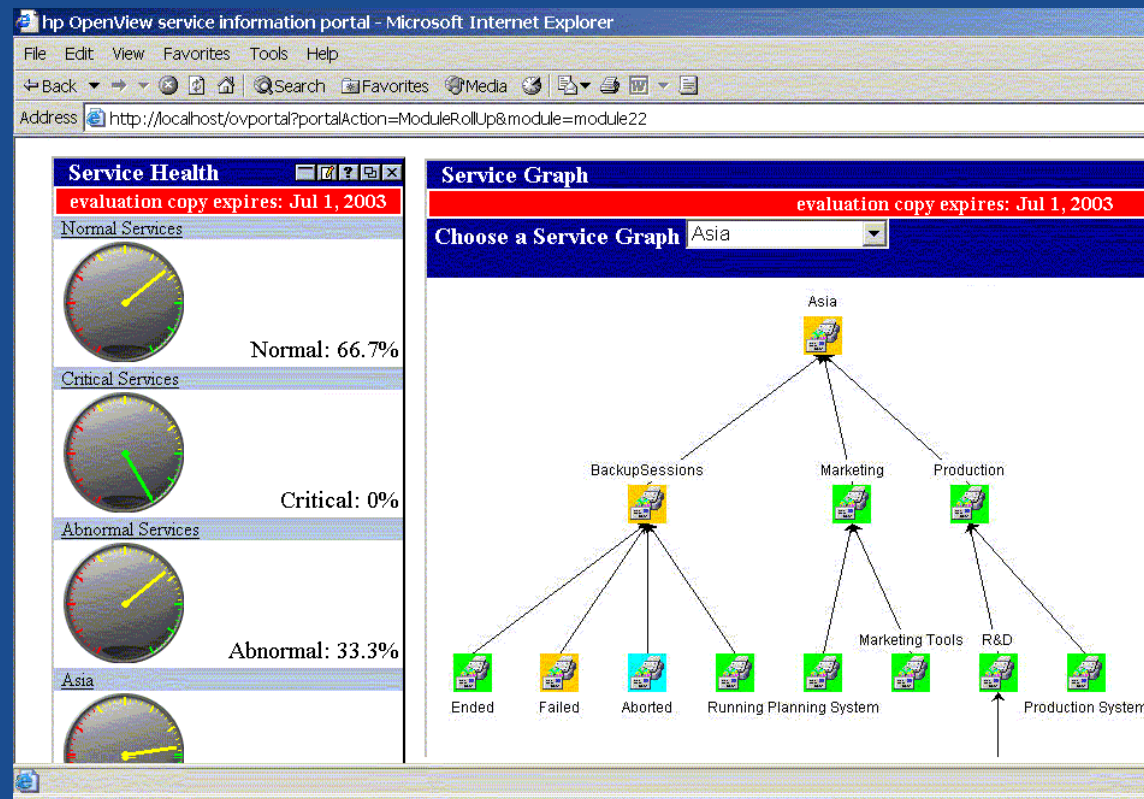 hp OpenView service information portal - Microsoft Internet Explorer
File Edit View Favorites Tools Help
Back Search Favorites Media
Address http://localhost/ovportal?portalAction=ModuleRollUp&module=module22
Service Health
evaluation copy expires: Jul 1, 2003
Normal Services
Normal: 66.7%
Critical Services
Critical: 0%
Abnormal Services
Abnormal: 33.3%
Asia
Service Graph
evaluation copy expires: Jul 1, 2003
Choose a Service Graph Asia
Asia
BackupSessions Marketing Production
Marketing Tools R&D
Ended Failed Aborted Running Planning System Production System